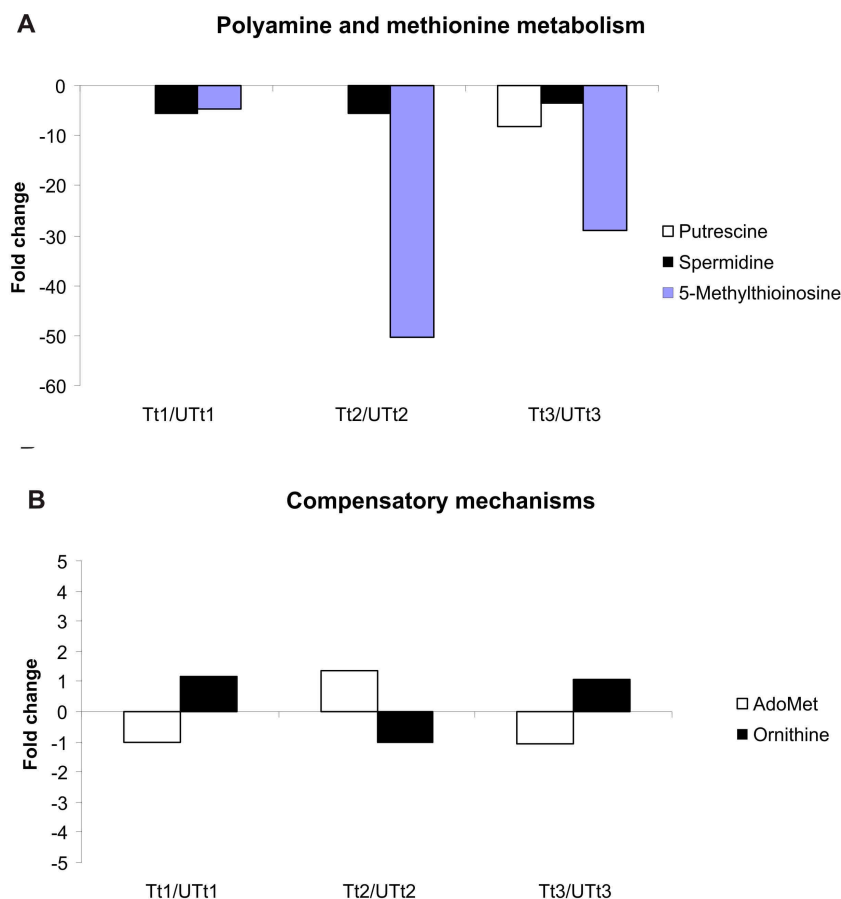 A
Polyamine and methionine metabolism
0
-10
-20
-30
-40
-50
-60
Fold change
Putrescine
Spermidine
5-Methylthioinosine
Tt1/UTt1
Tt2/UTt2
Tt3/UTt3
B
Compensatory mechanisms
5
4
3
2
1
0
-1
-2
-3
-4
-5
Fold change
AdoMet
Ornithine
Tt1/UTt1
Tt2/UTt2
Tt3/UTt3